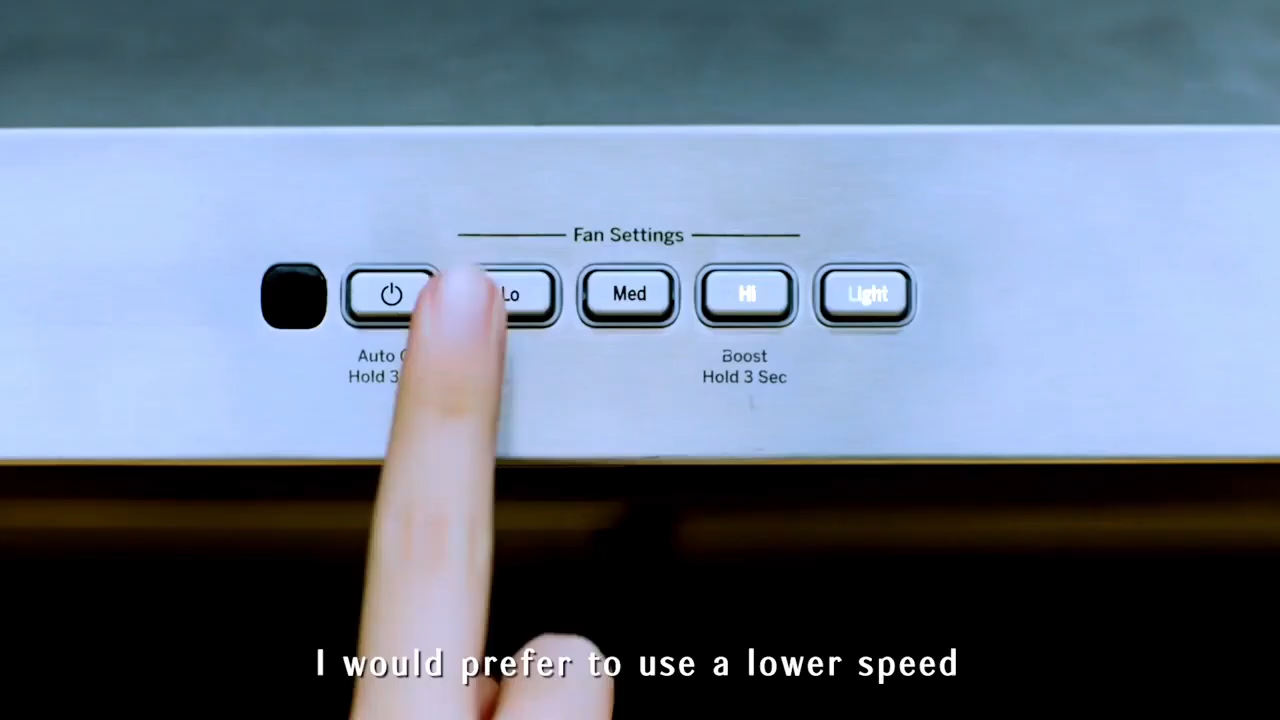 Fan Settings
Lo Med Hi Light
Auto Boost
Hold 3 Hold 3 Sec
I would prefer to use a lower speed